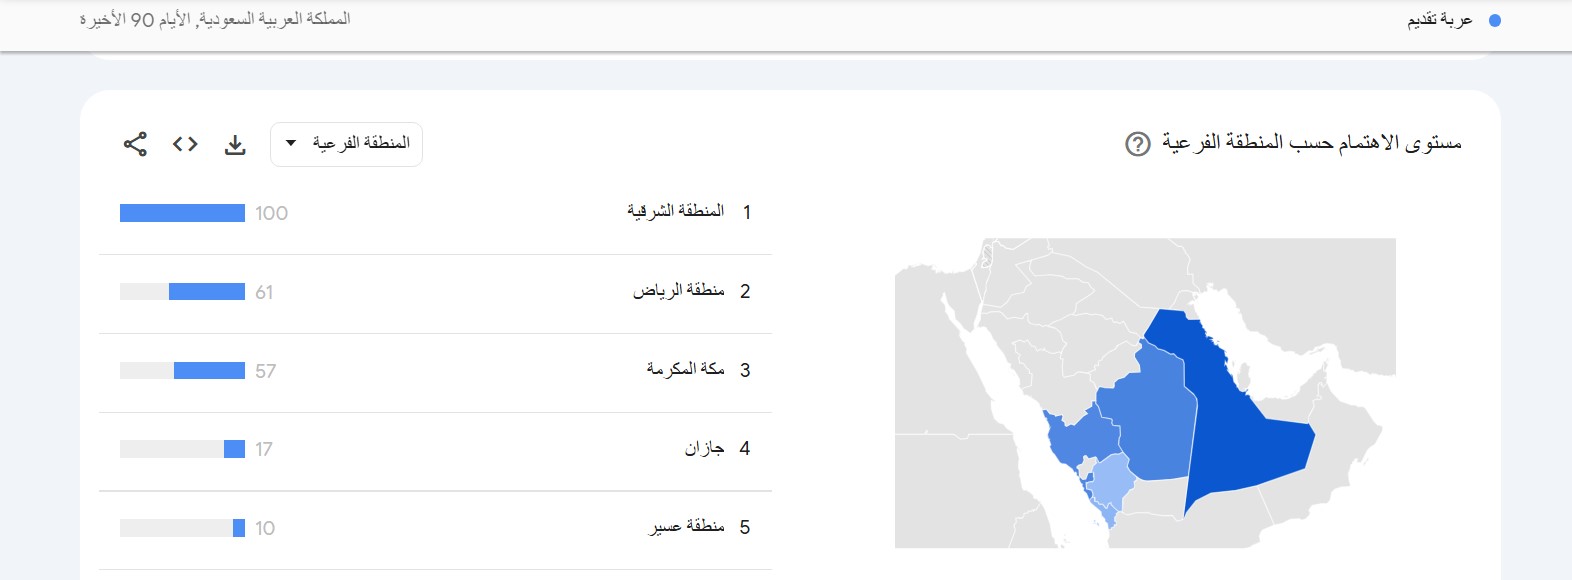 عربة تقديم
المملكة العربية السعودية, الأيام 90 الأخيرة
مستوى الاهتمام حسب المنطقة الفرعية ?
المنطقة الفرعية
1 المنطقة الشرقية 100
2 منطقة الرياض 61
3 مكة المكرمة 57
4 جازان 17
5 منطقة عسير 10